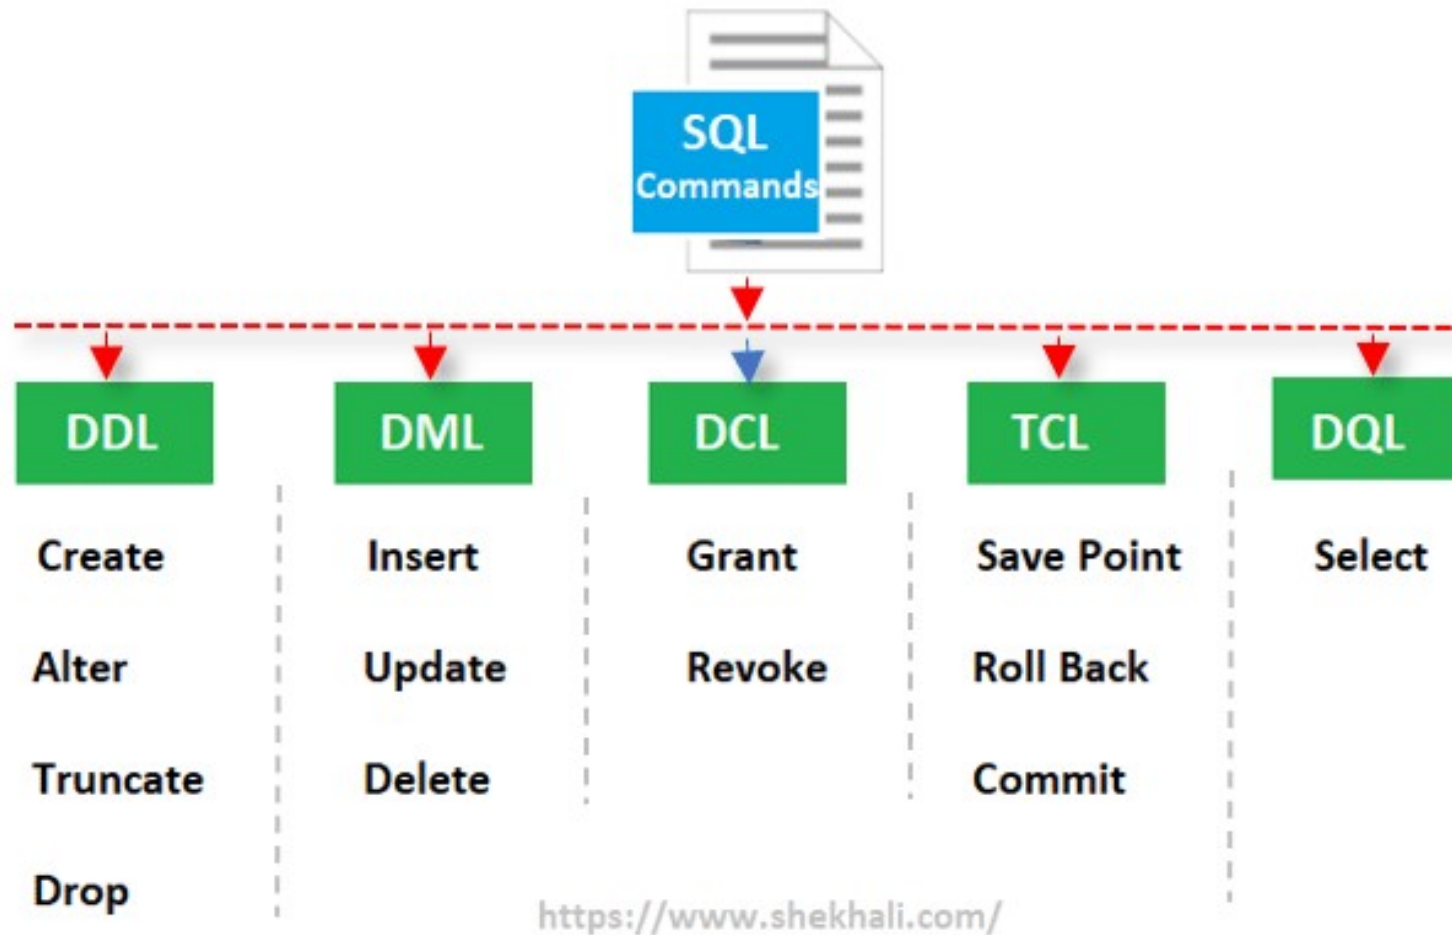 SQL
Commands
DDL
DML
DCL
TCL
DQL
Create
Insert
Grant
Save Point
Select
Alter
Update
Revoke
Roll Back
Truncate
Delete
Commit
Drop
https://www.shekhali.com/